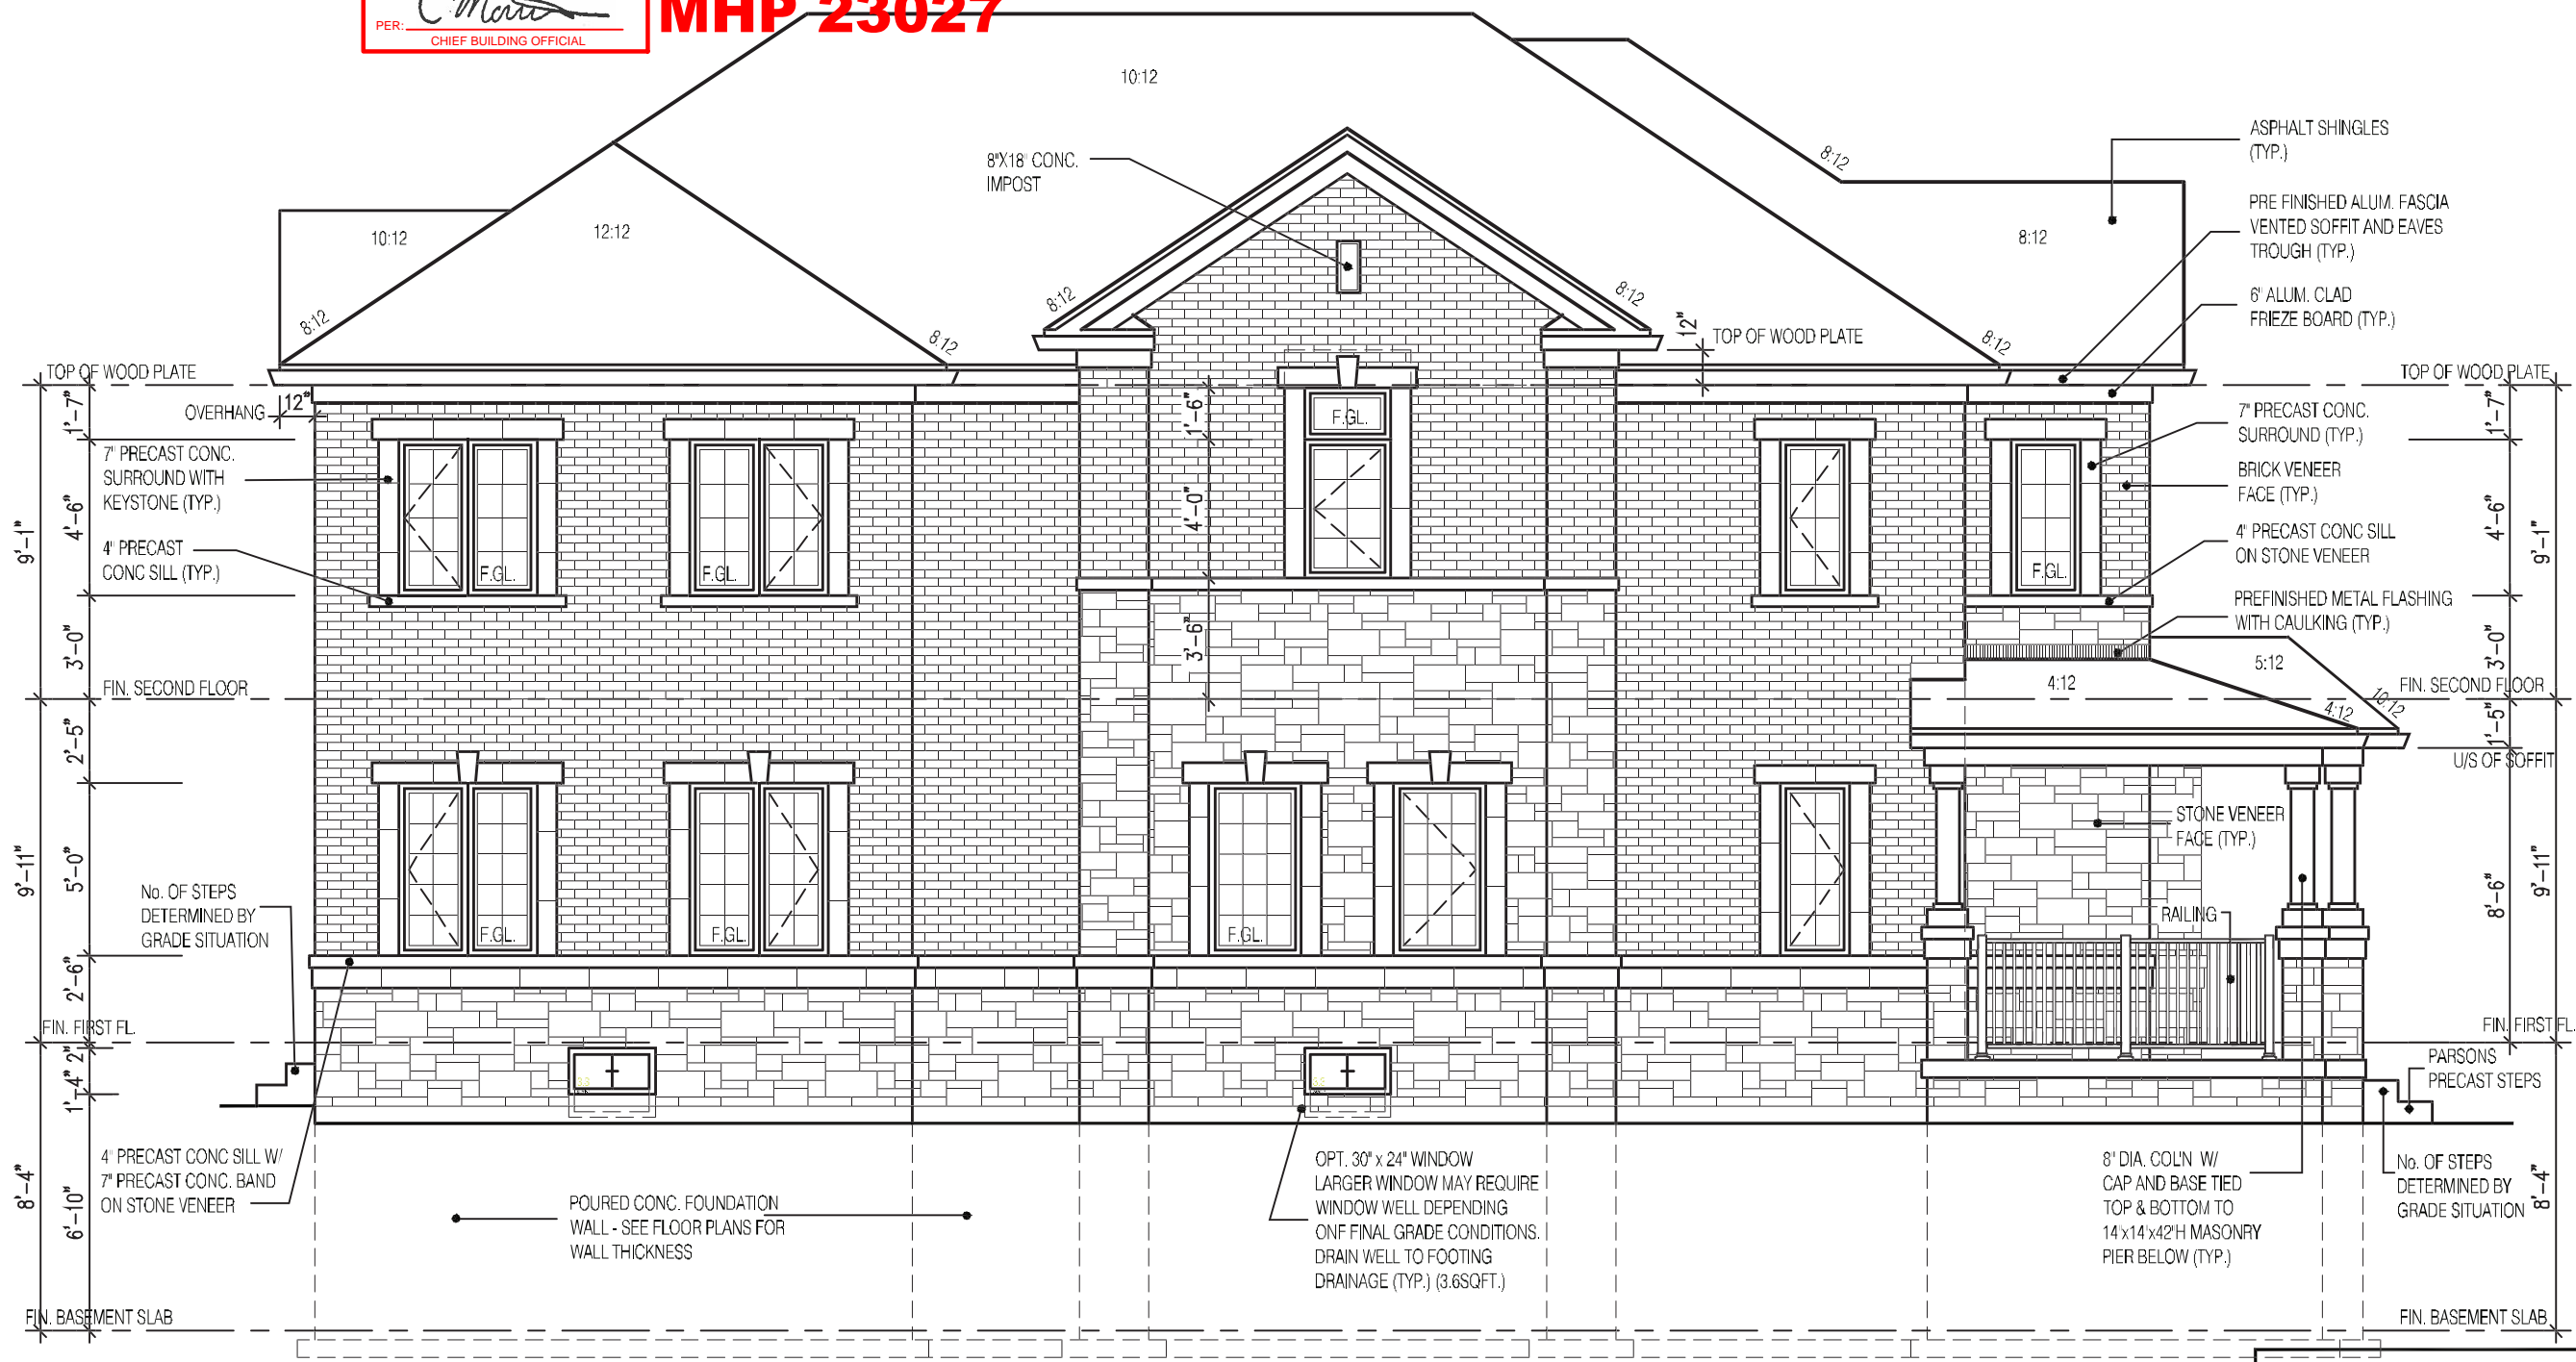 PER:
CHIEF BUILDING OFFICIAL
MHP 23027
10:12
8"X18" CONC.
IMPOST
8:12
ASPHALT SHINGLES
(TYP.)
PRE FINISHED ALUM. FASCIA
VENTED SOFFIT AND EAVES
TROUGH (TYP.)
6" ALUM. CLAD
FRIEZE BOARD (TYP.)
10:12
12:12
8:12
8:12
8:12
8:12
8:12
8:12
12"
TOP OF WOOD PLATE
TOP OF WOOD PLATE
TOP OF WOOD PLATE
OVERHANG
12"
1'-7"
4'-6"
9'-1"
3'-0"
7" PRECAST CONC.
SURROUND WITH
KEYSTONE (TYP.)
4" PRECAST
CONC SILL (TYP.)
F.GL.
F.GL.
F.GL.
1'-6"
4'-0"
3'-6"
F.GL.
7" PRECAST CONC.
SURROUND (TYP.)
BRICK VENEER
FACE (TYP.)
4" PRECAST CONC SILL
ON STONE VENEER
PREFINISHED METAL FLASHING
WITH CAULKING (TYP.)
1'-7"
4'-6"
9'-1"
3'-0"
5:12
4:12
4:12
10:12
FIN. SECOND FLOOR
FIN. SECOND FLOOR
1'-5"
U/S OF SOFFIT
2'-5"
5'-0"
9'-11"
2'-6"
No. OF STEPS
DETERMINED BY
GRADE SITUATION
F.GL.
F.GL.
F.GL.
STONE VENEER
FACE (TYP.)
RAILING
8'-6"
9'-11"
FIN. FIRST FL.
FIN. FIRST FL.
2"
1'-4"
PARSONS
PRECAST STEPS
4" PRECAST CONC SILL W/
7" PRECAST CONC. BAND
ON STONE VENEER
8'-4"
6'-10"
POURED CONC. FOUNDATION
WALL - SEE FLOOR PLANS FOR
WALL THICKNESS
OPT. 30" x 24" WINDOW
LARGER WINDOW MAY REQUIRE
WINDOW WELL DEPENDING
ONF FINAL GRADE CONDITIONS.
DRAIN WELL TO FOOTING
DRAINAGE (TYP.) (3.6SQFT.)
8" DIA. COL'N W/
CAP AND BASE TIED
TOP & BOTTOM TO
14"x14"x42"H MASONRY
PIER BELOW (TYP.)
No. OF STEPS
DETERMINED BY
GRADE SITUATION
8'-4"
FIN. BASEMENT SLAB
FIN. BASEMENT SLAB